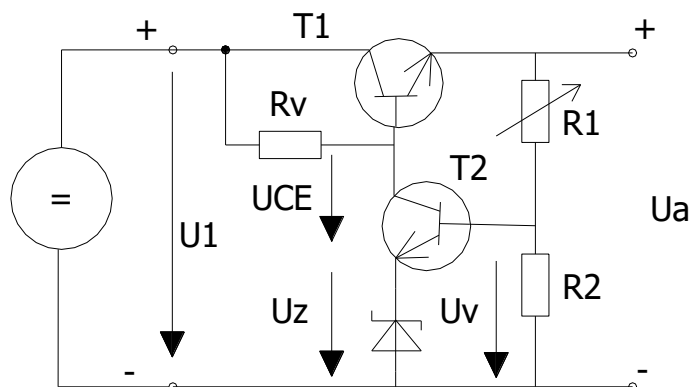 + T1 +
Rv R1
T2
UCE
= U1 Ua
Uz Uv R2
- -